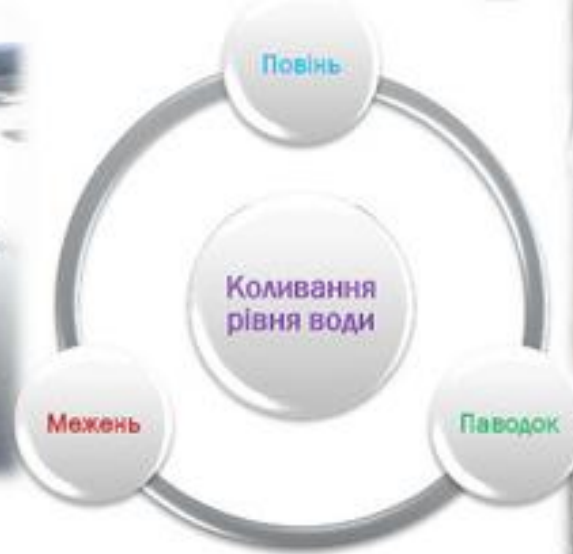 Повінь
Коливання
рівня води
Межень
Паводок